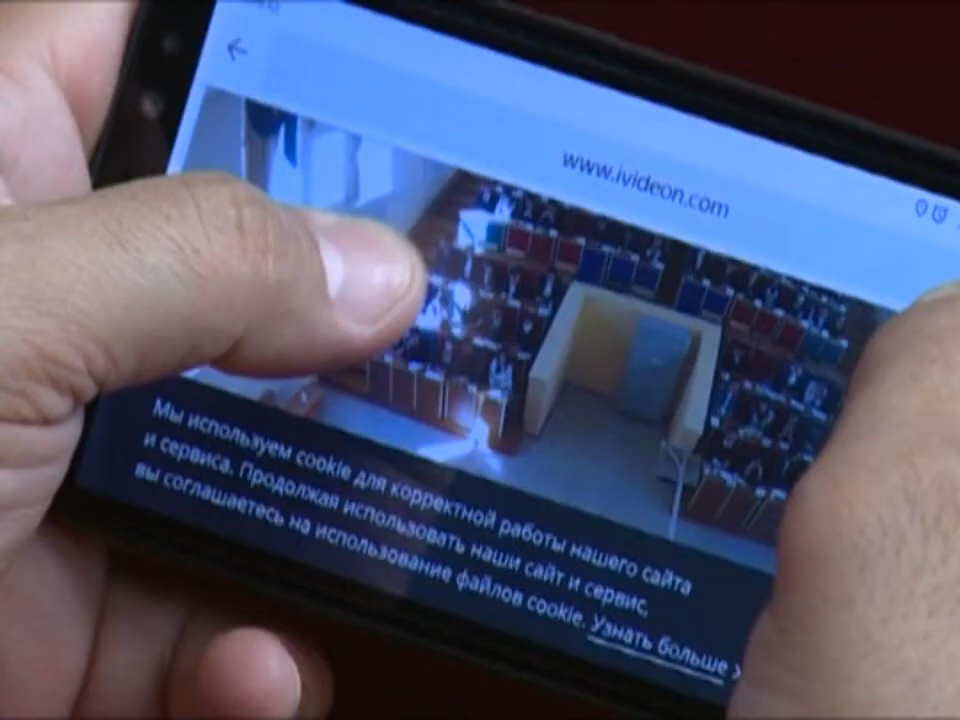 www.ivideon.com
Мы используем cookie для корректной работы нашего сайта
и сервиса. Продолжая использовать наши сайт и сервис,
вы соглашаетесь на использование файлов cookie. Узнать больше